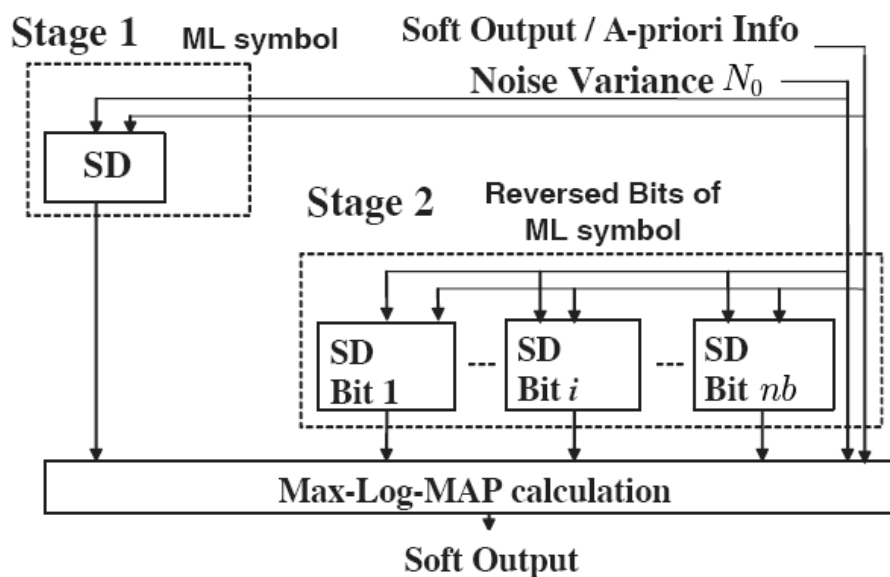 Stage 1
ML symbol
Soft Output / A-priori Info
Noise Variance N₀
SD
Stage 2
Reversed Bits of
ML symbol
SD
Bit 1
SD
Bit i
SD
Bit nb
Max-Log-MAP calculation
Soft Output